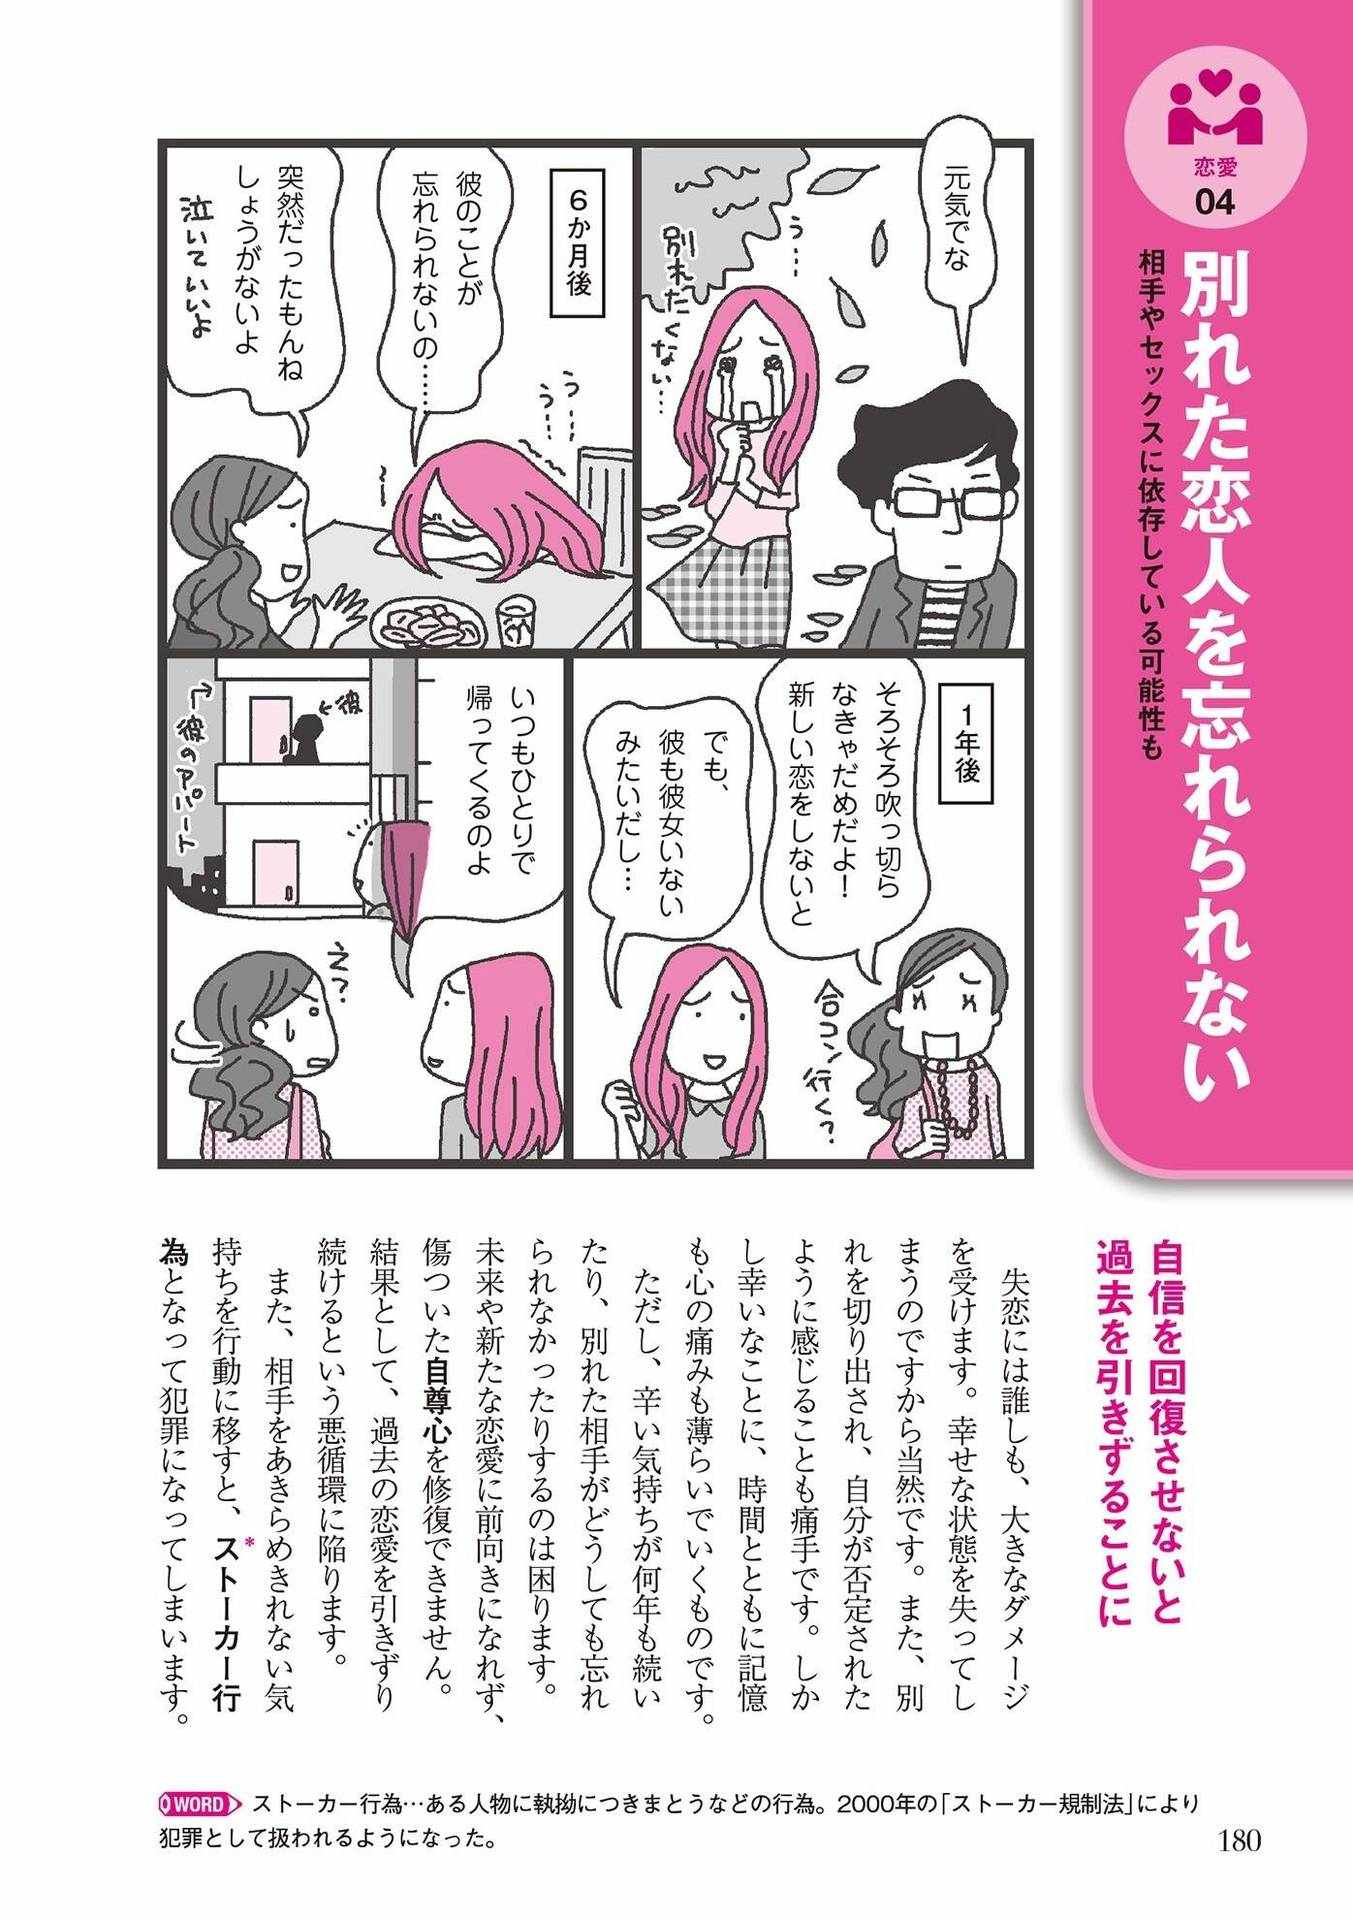 恋愛
04
別れた恋人を忘れられない
相手やセックスに依存している可能性も
元気でな
う…
別れたくない…
6か月後
彼のことが
忘れられないの……
うう……
突然だったもんね
しょうがないよ
泣いていいよ
1年後
そろそろ吹っ切ら
なきゃだめだよ！
新しい恋をしないと
合コン行く?
でも、
彼も彼女いない
みたいだし…
いつもひとりで
帰ってくるのよ
←彼
←彼のアパート
え?
自信を回復させないと
過去を引きずることに
失恋には誰しも、大きなダメージ
を受けます。幸せな状態を失ってし
まうのですから当然です。また、別
れを切り出され、自分が否定された
ように感じることも痛手です。しか
し幸いなことに、時間とともに記憶
も心の痛みも薄らいでいくものです。
ただし、辛い気持ちが何年も続い
たり、別れた相手がどうしても忘れ
られなかったりするのは困ります。
未来や新たな恋愛に前向きになれず、
傷ついた自尊心を修復できません。
結果として、過去の恋愛を引きずり
続けるという悪循環に陥ります。
また、相手をあきらめきれない気
持ちを行動に移すと、ストーカー行*
為となって犯罪になってしまいます。
WORD ストーカー行為…ある人物に執拗につきまとうなどの行為。2000年の「ストーカー規制法」により
犯罪として扱われるようになった。
180